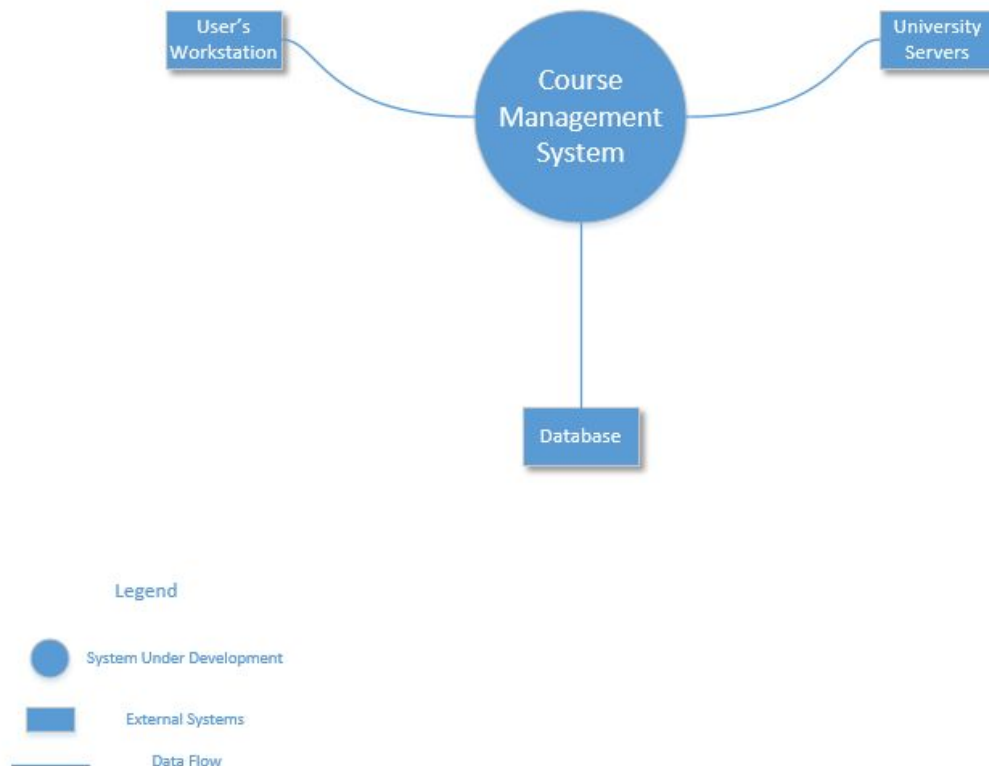 User’s
Workstation
Course
Management
System
University
Servers
Database
Legend
System Under Development
External Systems
Data Flow